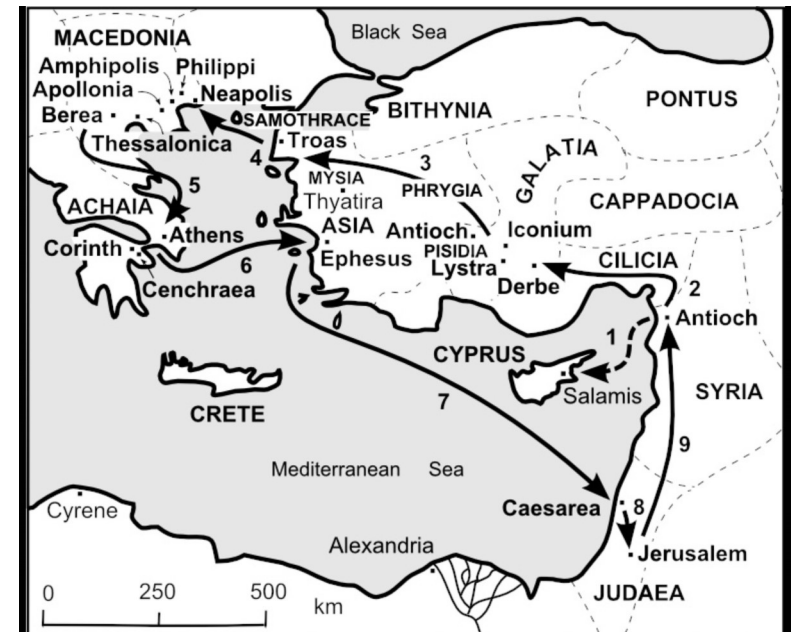 Black Sea
MACEDONIA
Amphipolis
Philippi
Apollonia
Neapolis
Berea
SAMOTHRACE
BITHYNIA
PONTUS
Thessalonica
4
Troas
3
GALATIA
MYSIA
PHRYGIA
5
Thyatira
CAPPADOCIA
ACHAIA
ASIA
Antioch
Iconium
Athens
Corinth
6
Ephesus
PISIDIA
Lystra
CILICIA
Cenchraea
Derbe
2
Antioch
1
CYPRUS
Salamis
SYRIA
CRETE
7
9
Mediterranean Sea
Caesarea
8
Cyrene
Alexandria
Jerusalem
JUDAEA
0
250
500
km